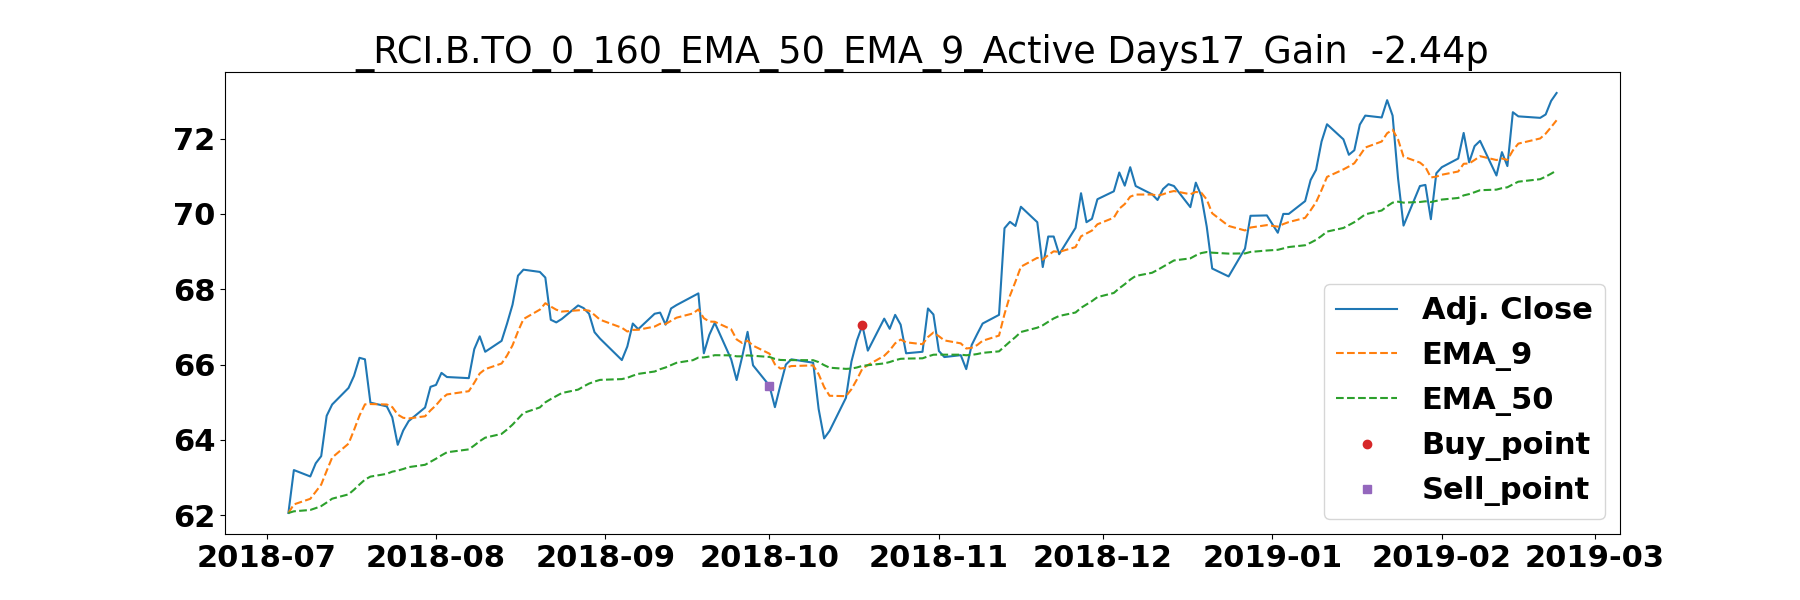 _RCI.B.TO_0_160_EMA_50_EMA_9_Active Days17_Gain  -2.44p
72
70
68
66
64
62
Adj. Close
EMA_9
EMA_50
Buy_point
Sell_point
2018-07 2018-08 2018-09 2018-10 2018-11 2018-12 2019-01 2019-02 2019-03